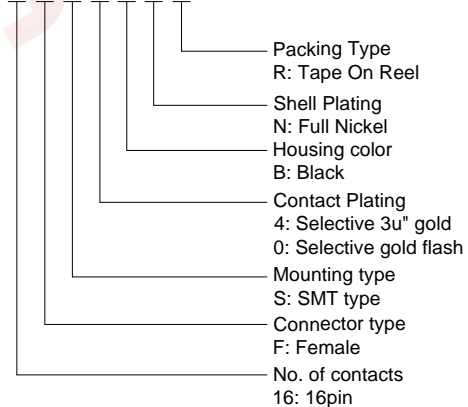 Packing Type
R: Tape On Reel
Shell Plating
N: Full Nickel
Housing color
B: Black
Contact Plating
4: Selective 3u" gold
0: Selective gold flash
Mounting type
S: SMT type
Connector type
F: Female
No. of contacts
16: 16pin